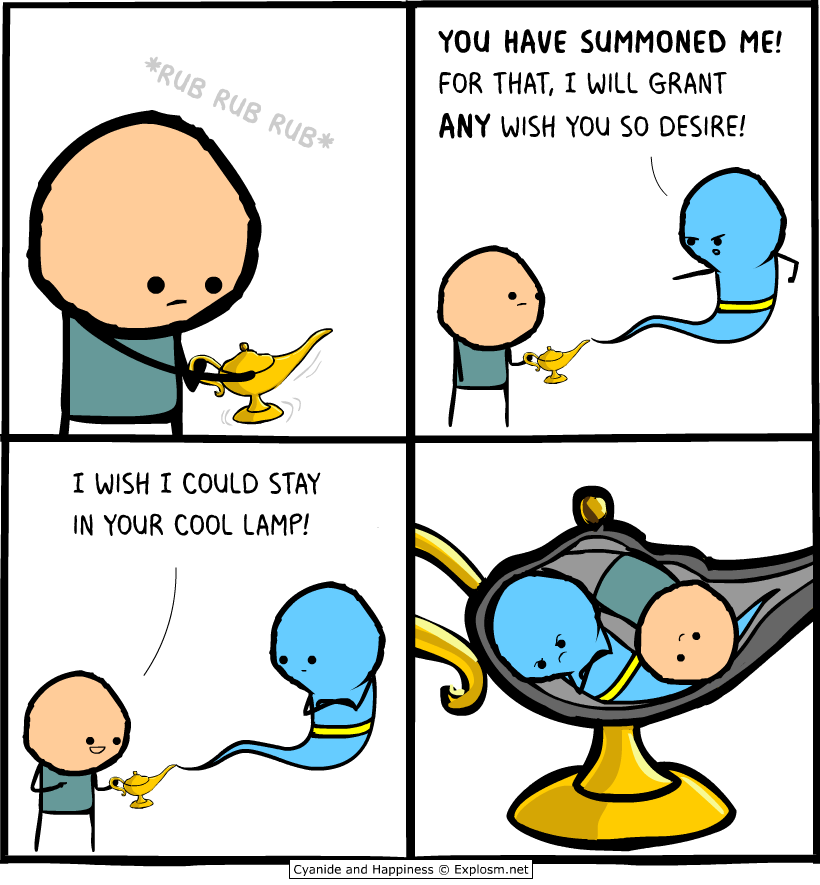 *RUB RUB RUB*
YOU HAVE SUMMONED ME!
FOR THAT, I WILL GRANT
ANY WISH YOU SO DESIRE!
I WISH I COULD STAY
IN YOUR COOL LAMP!
Cyanide and Happiness © Explosm.net